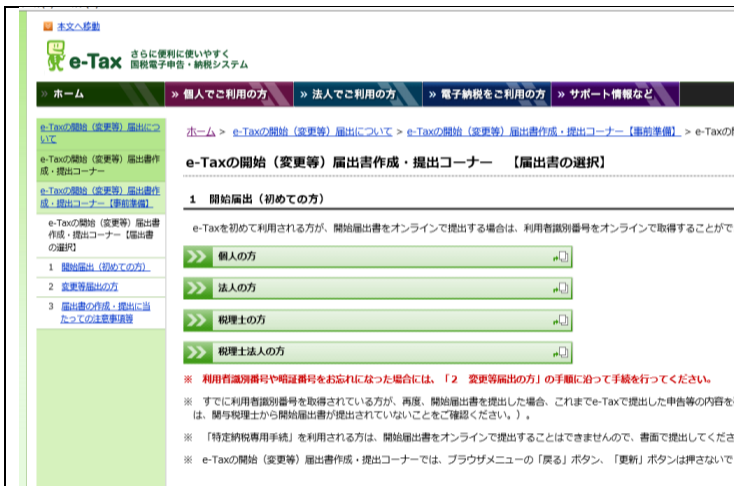 本文へ移動
e-Tax さらに便利に使いやすく
国税電子申告・納税システム
» ホーム » 個人でご利用の方 » 法人でご利用の方 » 電子納税をご利用の方 » サポート情報など
e-Taxの開始（変更等）届出につ
いて
e-Taxの開始（変更等）届出書作
成・提出コーナー
e-Taxの開始（変更等）届出書作
成・提出コーナー【事前準備】
e-Taxの開始（変更等）届出書
作成・提出コーナー【届出書
の選択】
1 開始届出（初めての方）
2 変更等届出の方
3 届出書の作成・提出に当
たっての注意事項等
ホーム > e-Taxの開始（変更等）届出について > e-Taxの開始（変更等）届出書作成・提出コーナー【事前準備】 > e-Taxの
e-Taxの開始（変更等）届出書作成・提出コーナー 【届出書の選択】
1 開始届出（初めての方）
e-Taxを初めて利用される方が、開始届出書をオンラインで提出する場合は、利用者識別番号をオンラインで取得することがで
個人の方
法人の方
税理士の方
税理士法人の方
※ 利用者識別番号や暗証番号をお忘れになった場合には、「２ 変更等届出の方」の手順に沿って手続を行ってください。
※ すでに利用者識別番号を取得されている方が、再度、開始届出書を提出した場合、これまでe-Taxで提出した申告等の内容を
は、関与税理士から開始届出書が提出されていないことをご確認ください。）。
※ 「特定納税専用手続」を利用される方は、開始届出書をオンラインで提出することはできませんので、書面で提出してくださ
※ e-Taxの開始（変更等）届出書作成・提出コーナーでは、ブラウザメニューの「戻る」ボタン、「更新」ボタンは押さないで